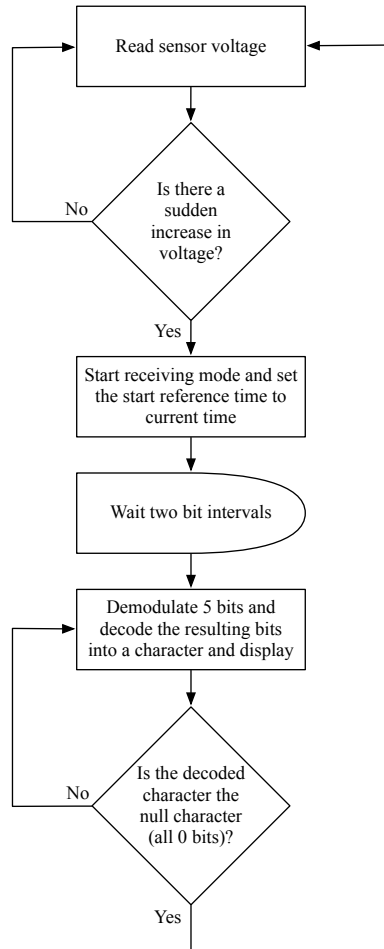 Read sensor voltage
Is there a
sudden
increase in
voltage?
No
Yes
Start receiving mode and set
the start reference time to
current time
Wait two bit intervals
Demodulate 5 bits and
decode the resulting bits
into a character and display
Is the decoded
character the
null character
(all 0 bits)?
No
Yes